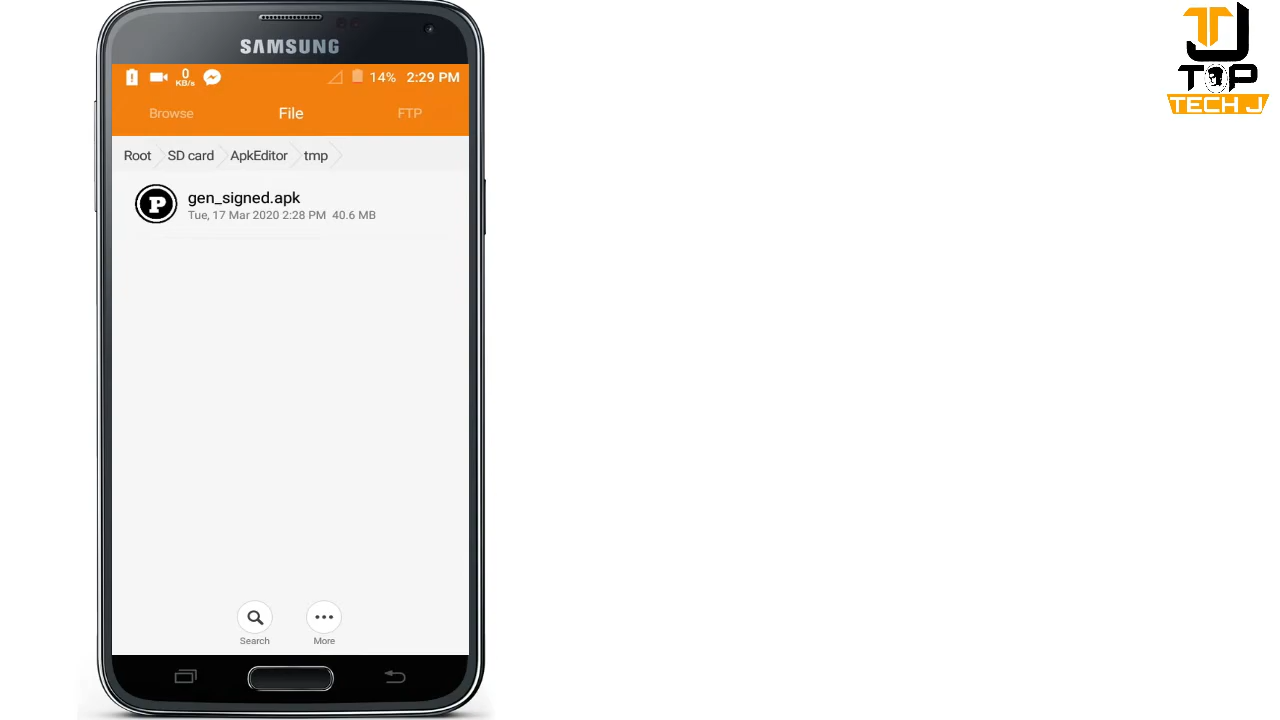 SAMSUNG
0 KB/s
14% 2:29 PM
Browse File FTP
Root SD card ApkEditor tmp
P
gen_signed.apk
Tue, 17 Mar 2020 2:28 PM 40.6 MB
Search More
TJ
TOP
TECH J